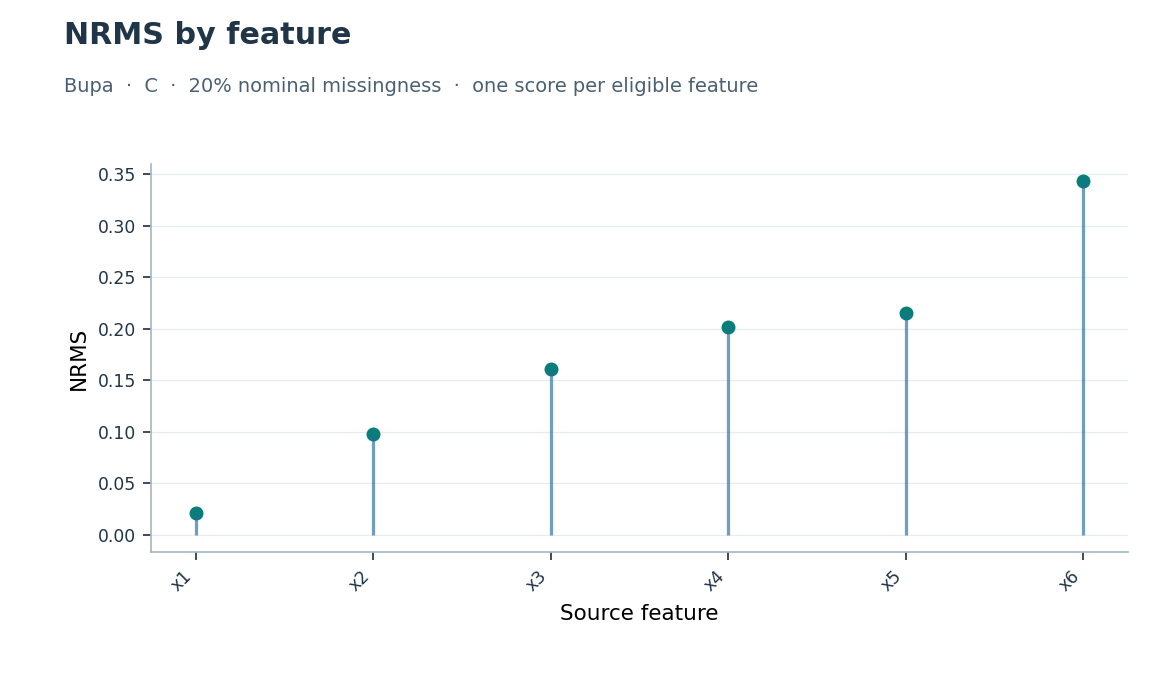 NRMS by feature
Bupa · C · 20% nominal missingness · one score per eligible feature
0.35
0.30
0.25
0.20
0.15
0.10
0.05
0.00
NRMS
x1
x2
x3
x4
x5
x6
Source feature